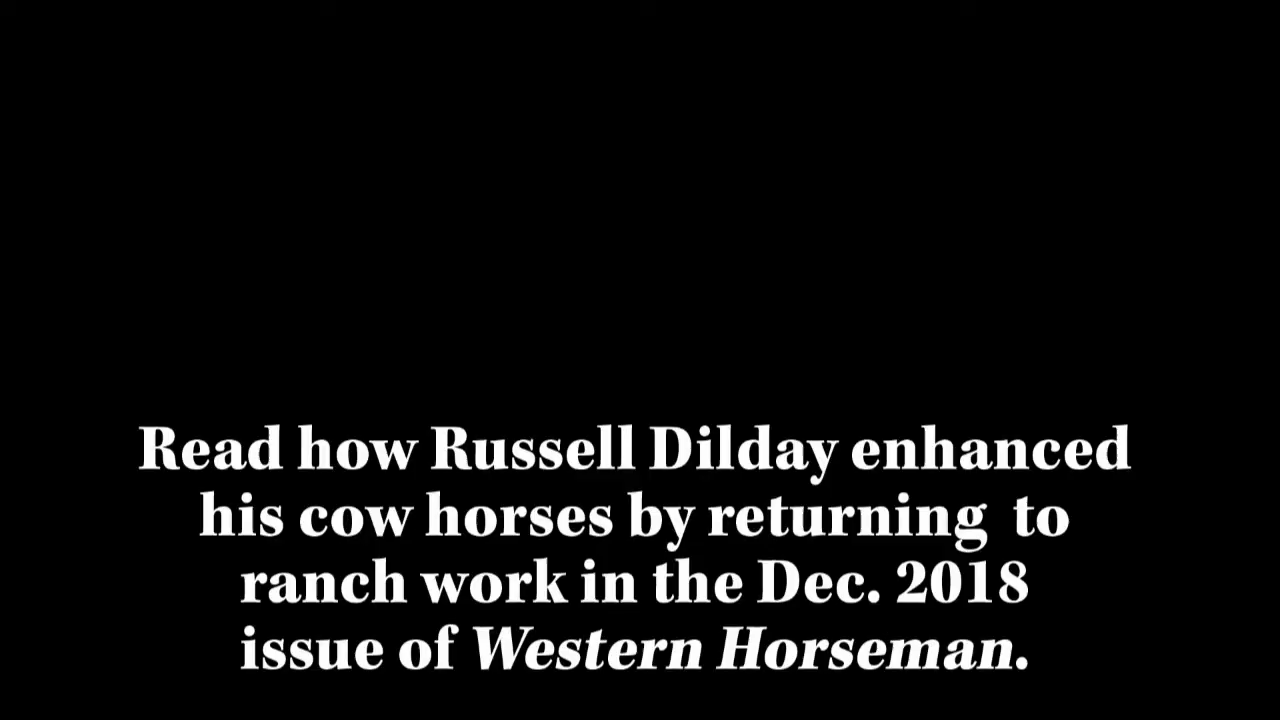 Read how Russell Dilday enhanced
his cow horses by returning  to
ranch work in the Dec. 2018
issue of Western Horseman.